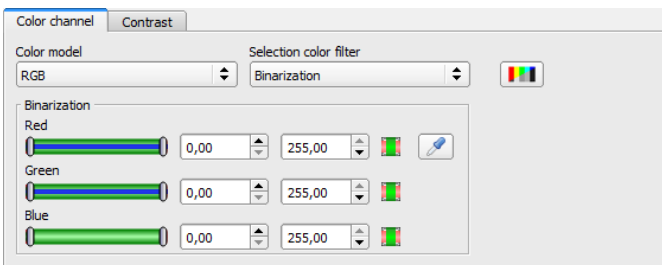 Color channel Contrast
Color model Selection color filter
RGB Binarization
Binarization
Red
0,00 255,00
Green
0,00 255,00
Blue
0,00 255,00